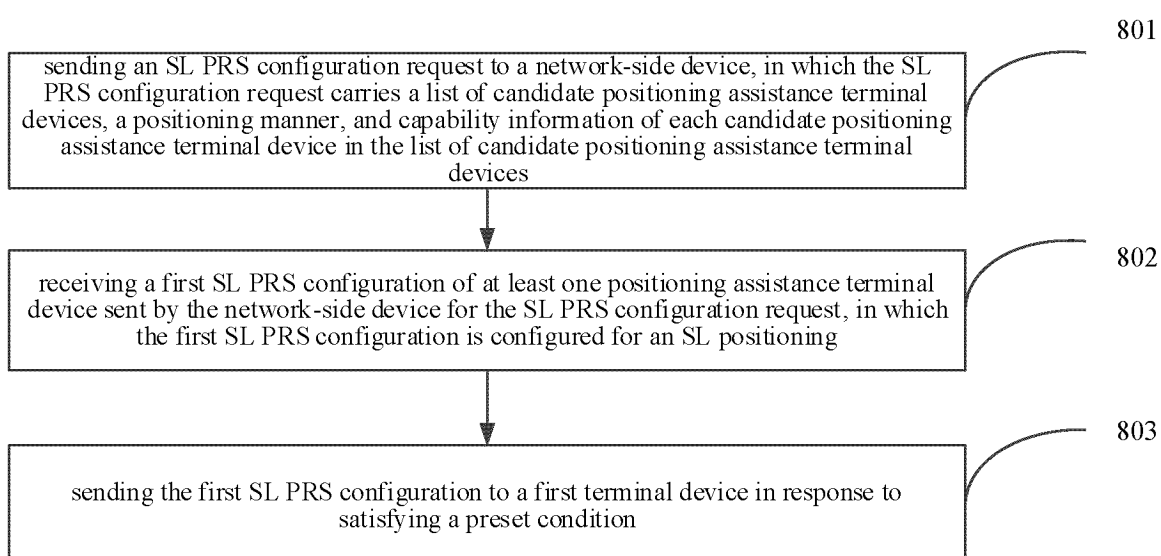 801
sending an SL PRS configuration request to a network-side device, in which the SL
PRS configuration request carries a list of candidate positioning assistance terminal
devices, a positioning manner, and capability information of each candidate positioning
assistance terminal device in the list of candidate positioning assistance terminal
devices
802
receiving a first SL PRS configuration of at least one positioning assistance terminal
device sent by the network-side device for the SL PRS configuration request, in which
the first SL PRS configuration is configured for an SL positioning
803
sending the first SL PRS configuration to a first terminal device in response to
satisfying a preset condition